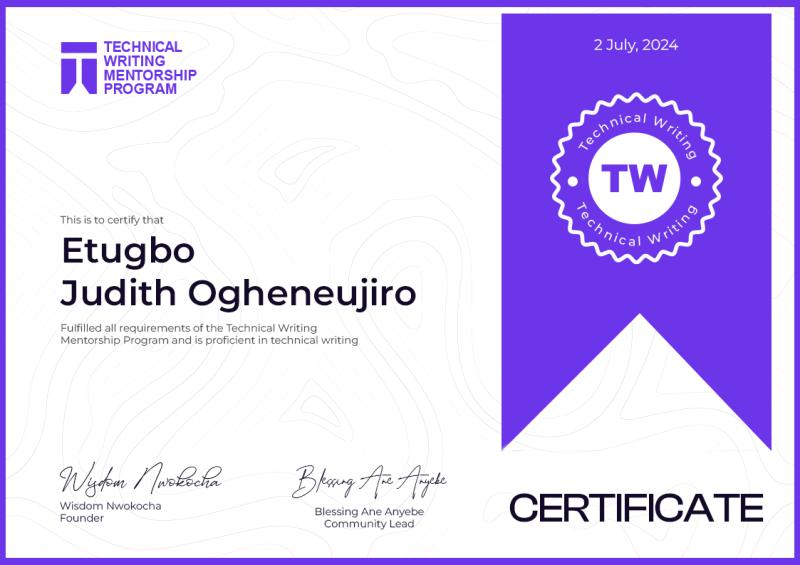 TECHNICAL
WRITING
MENTORSHIP
PROGRAM
2 July, 2024
Technical Writing
TW
Technical Writing
This is to certify that
Etugbo
Judith Ogheneujiro
Fulfilled all requirements of the Technical Writing
Mentorship Program and is proficient in technical writing
Wisdom Nwokocha
Wisdom Nwokocha
Founder
Blessing Ane Anyebe
Blessing Ane Anyebe
Community Lead
CERTIFICATE